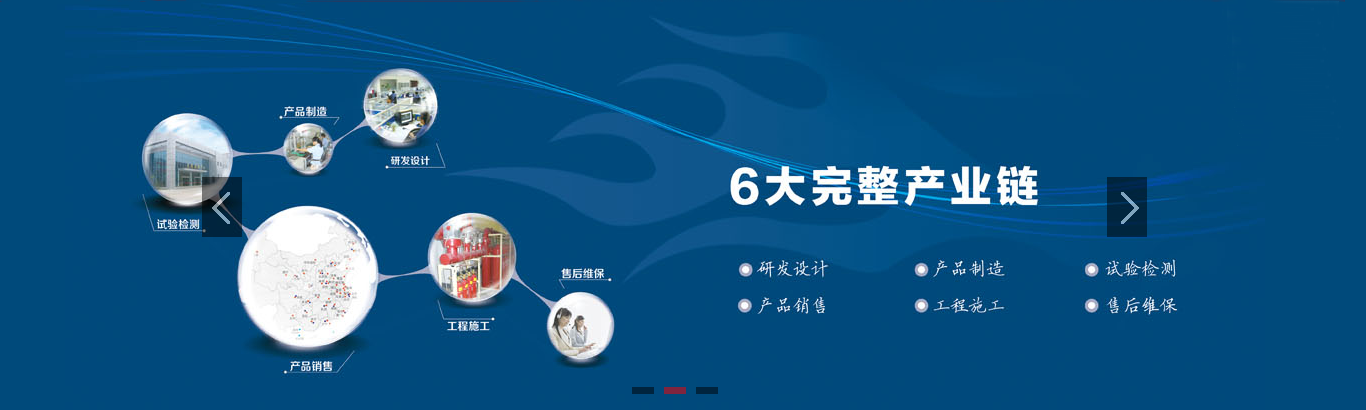 产品制造
研发设计
试验检测
售后维保
工程施工
产品销售
6大完整产业链
研发设计
产品制造
试验检测
产品销售
工程施工
售后维保